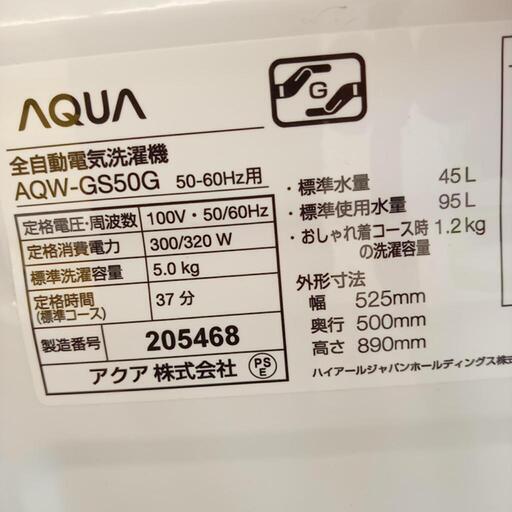 AQUA
G
全自動電気洗濯機
AQW-GS50G 50-60Hz用
定格電圧・周波数 100V・50/60Hz
定格消費電力 300/320 W
標準洗濯容量 5.0 kg
定格時間 37 分
(標準コース)
製造番号 205468
アクア 株式会社 PSE
・標準水量 45 L
・標準使用水量 95 L
・おしゃれ着コース時 1.2 kg
の洗濯容量
外形寸法
幅 525mm
奥行 500mm
高さ 890mm
ハイアールジャパンホールディングス株式